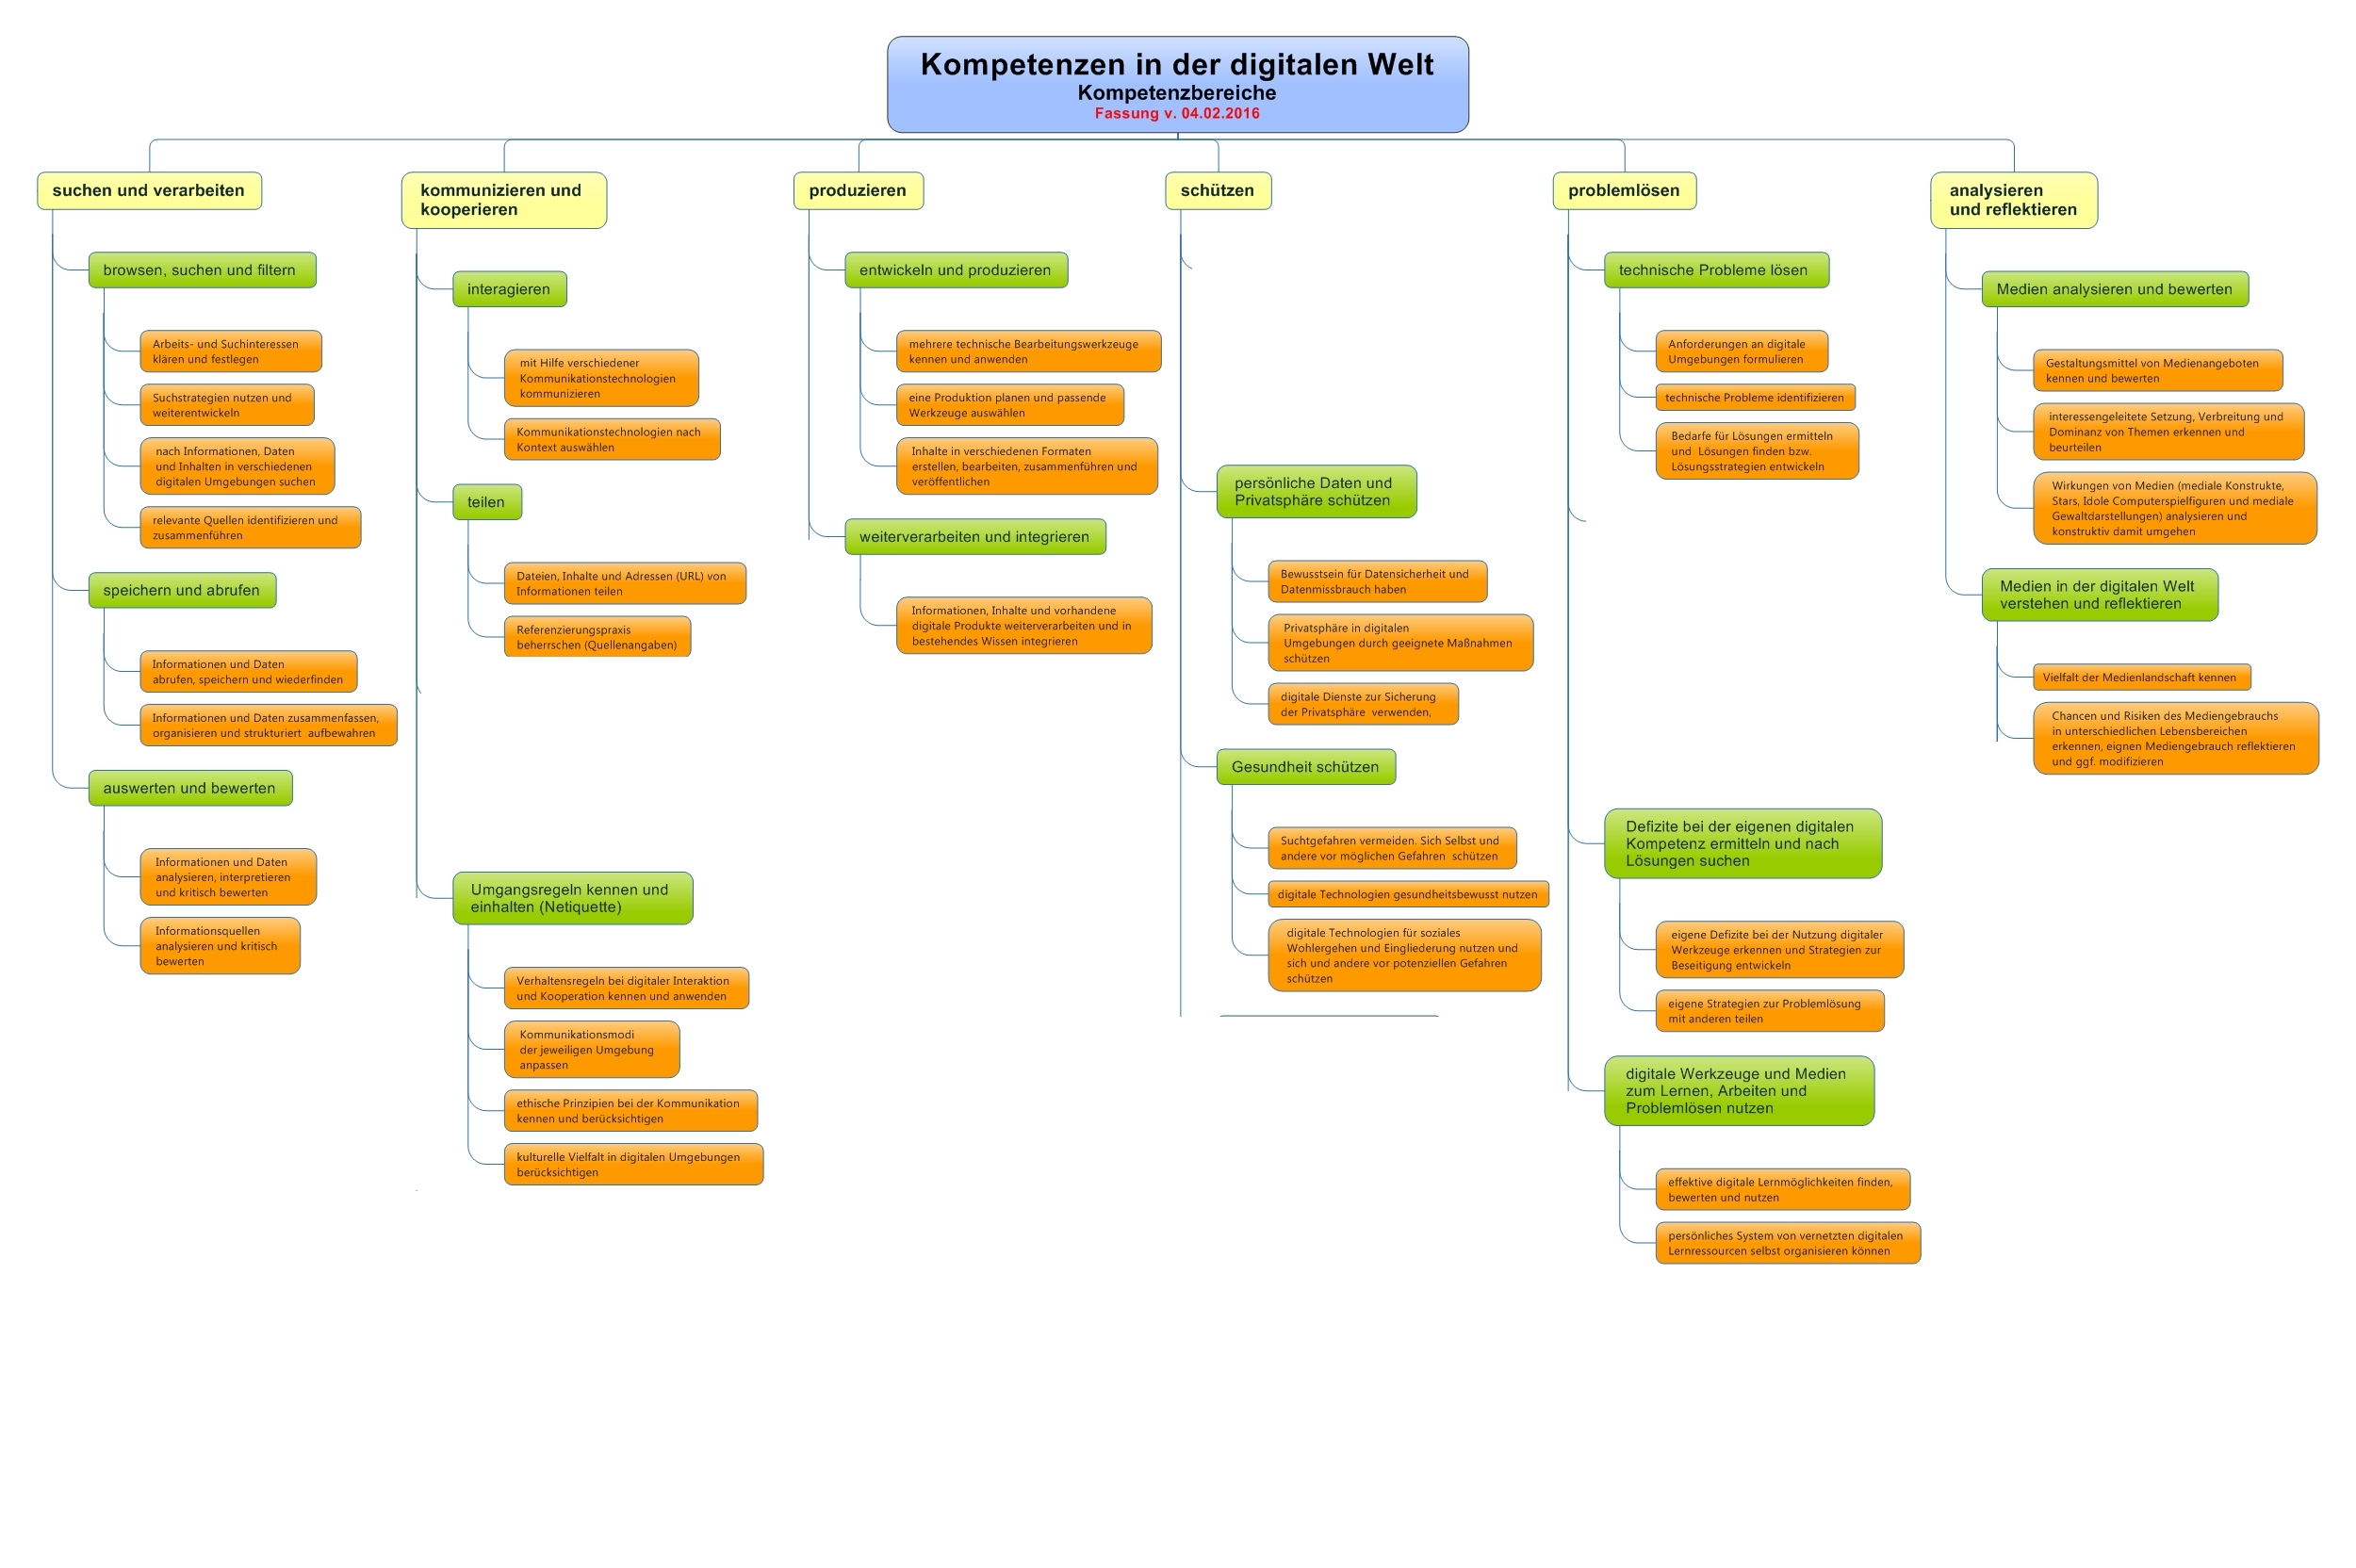 Kompetenzen in der digitalen Welt
Kompetenzbereiche
Fassung v. 04.02.2016
suchen und verarbeiten
browsen, suchen und filtern
Arbeits- und Suchinteressen
klären und festlegen
Suchstrategien nutzen und
weiterentwickeln
nach Informationen, Daten
und Inhalten in verschiedenen
digitalen Umgebungen suchen
relevante Quellen identifizieren und
zusammenführen
speichern und abrufen
Informationen und Daten
abrufen, speichern und wiederfinden
Informationen und Daten zusammenfassen,
organisieren und strukturiert aufbewahren
auswerten und bewerten
Informationen und Daten
analysieren, interpretieren
und kritisch bewerten
Informationsquellen
analysieren und kritisch
bewerten
kommunizieren und
kooperieren
interagieren
mit Hilfe verschiedener
Kommunikationstechnologien
kommunizieren
Kommunikationstechnologien nach
Kontext auswählen
teilen
Dateien, Inhalte und Adressen (URL) von
Informationen teilen
Referenzierungspraxis
beherrschen (Quellenangaben)
Umgangsregeln kennen und
einhalten (Netiquette)
Verhaltensregeln bei digitaler Interaktion
und Kooperation kennen und anwenden
Kommunikationsmodi
der jeweiligen Umgebung
anpassen
ethische Prinzipien bei der Kommunikation
kennen und berücksichtigen
kulturelle Vielfalt in digitalen Umgebungen
berücksichtigen
produzieren
entwickeln und produzieren
mehrere technische Bearbeitungswerkzeuge
kennen und anwenden
eine Produktion planen und passende
Werkzeuge auswählen
Inhalte in verschiedenen Formaten
erstellen, bearbeiten, zusammenführen und
veröffentlichen
weiterverarbeiten und integrieren
Informationen, Inhalte und vorhandene
digitale Produkte weiterverarbeiten und in
bestehendes Wissen integrieren
schützen
persönliche Daten und
Privatsphäre schützen
Bewusstsein für Datensicherheit und
Datenmissbrauch haben
Privatsphäre in digitalen
Umgebungen durch geeignete Maßnahmen
schützen
digitale Dienste zur Sicherung
der Privatsphäre verwenden,
Gesundheit schützen
Suchtgefahren vermeiden. Sich Selbst und
andere vor möglichen Gefahren schützen
digitale Technologien gesundheitsbewusst nutzen
digitale Technologien für soziales
Wohlergehen und Eingliederung nutzen und
sich und andere vor potenziellen Gefahren
schützen
problemlösen
technische Probleme lösen
Anforderungen an digitale
Umgebungen formulieren
technische Probleme identifizieren
Bedarfe für Lösungen ermitteln
und Lösungen finden bzw.
Lösungsstrategien entwickeln
Defizite bei der eigenen digitalen
Kompetenz ermitteln und nach
Lösungen suchen
eigene Defizite bei der Nutzung digitaler
Werkzeuge erkennen und Strategien zur
Beseitigung entwickeln
eigene Strategien zur Problemlösung
mit anderen teilen
digitale Werkzeuge und Medien
zum Lernen, Arbeiten und
Problemlösen nutzen
effektive digitale Lernmöglichkeiten finden,
bewerten und nutzen
persönliches System von vernetzten digitalen
Lernressourcen selbst organisieren können
analysieren
und reflektieren
Medien analysieren und bewerten
Gestaltungsmittel von Medienangeboten
kennen und bewerten
interessengeleitete Setzung, Verbreitung und
Dominanz von Themen erkennen und
beurteilen
Wirkungen von Medien (mediale Konstrukte,
Stars, Idole Computerspielfiguren und mediale
Gewaltdarstellungen) analysieren und
konstruktiv damit umgehen
Medien in der digitalen Welt
verstehen und reflektieren
Vielfalt der Medienlandschaft kennen
Chancen und Risiken des Mediengebrauchs
in unterschiedlichen Lebensbereichen
erkennen, eignen Mediengebrauch reflektieren
und ggf. modifizieren